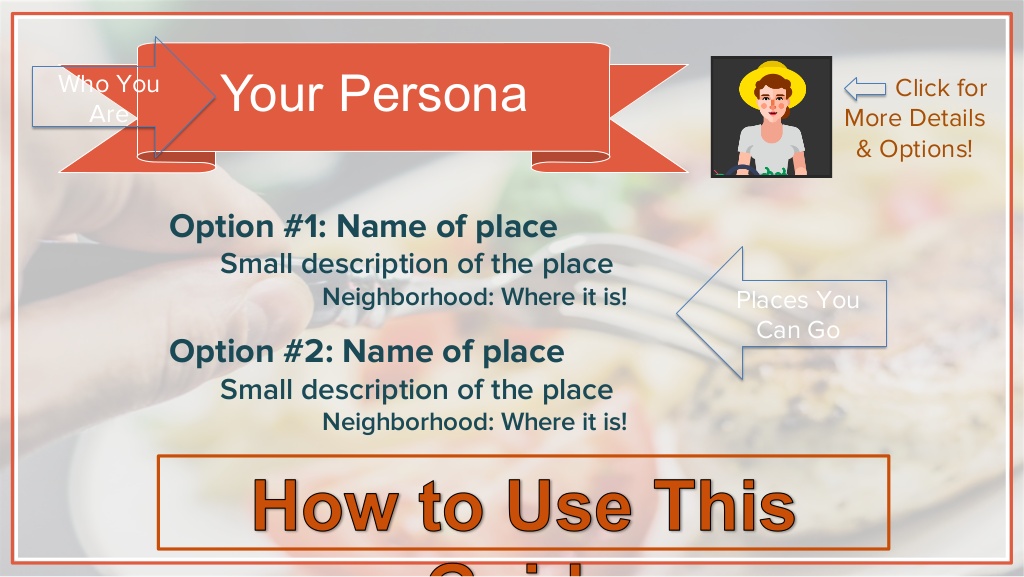 Who You
Are
Your Persona
Click for
More Details
& Options!
Option #1: Name of place
Small description of the place
Neighborhood: Where it is!
Places You
Can Go
Option #2: Name of place
Small description of the place
Neighborhood: Where it is!
How to Use This